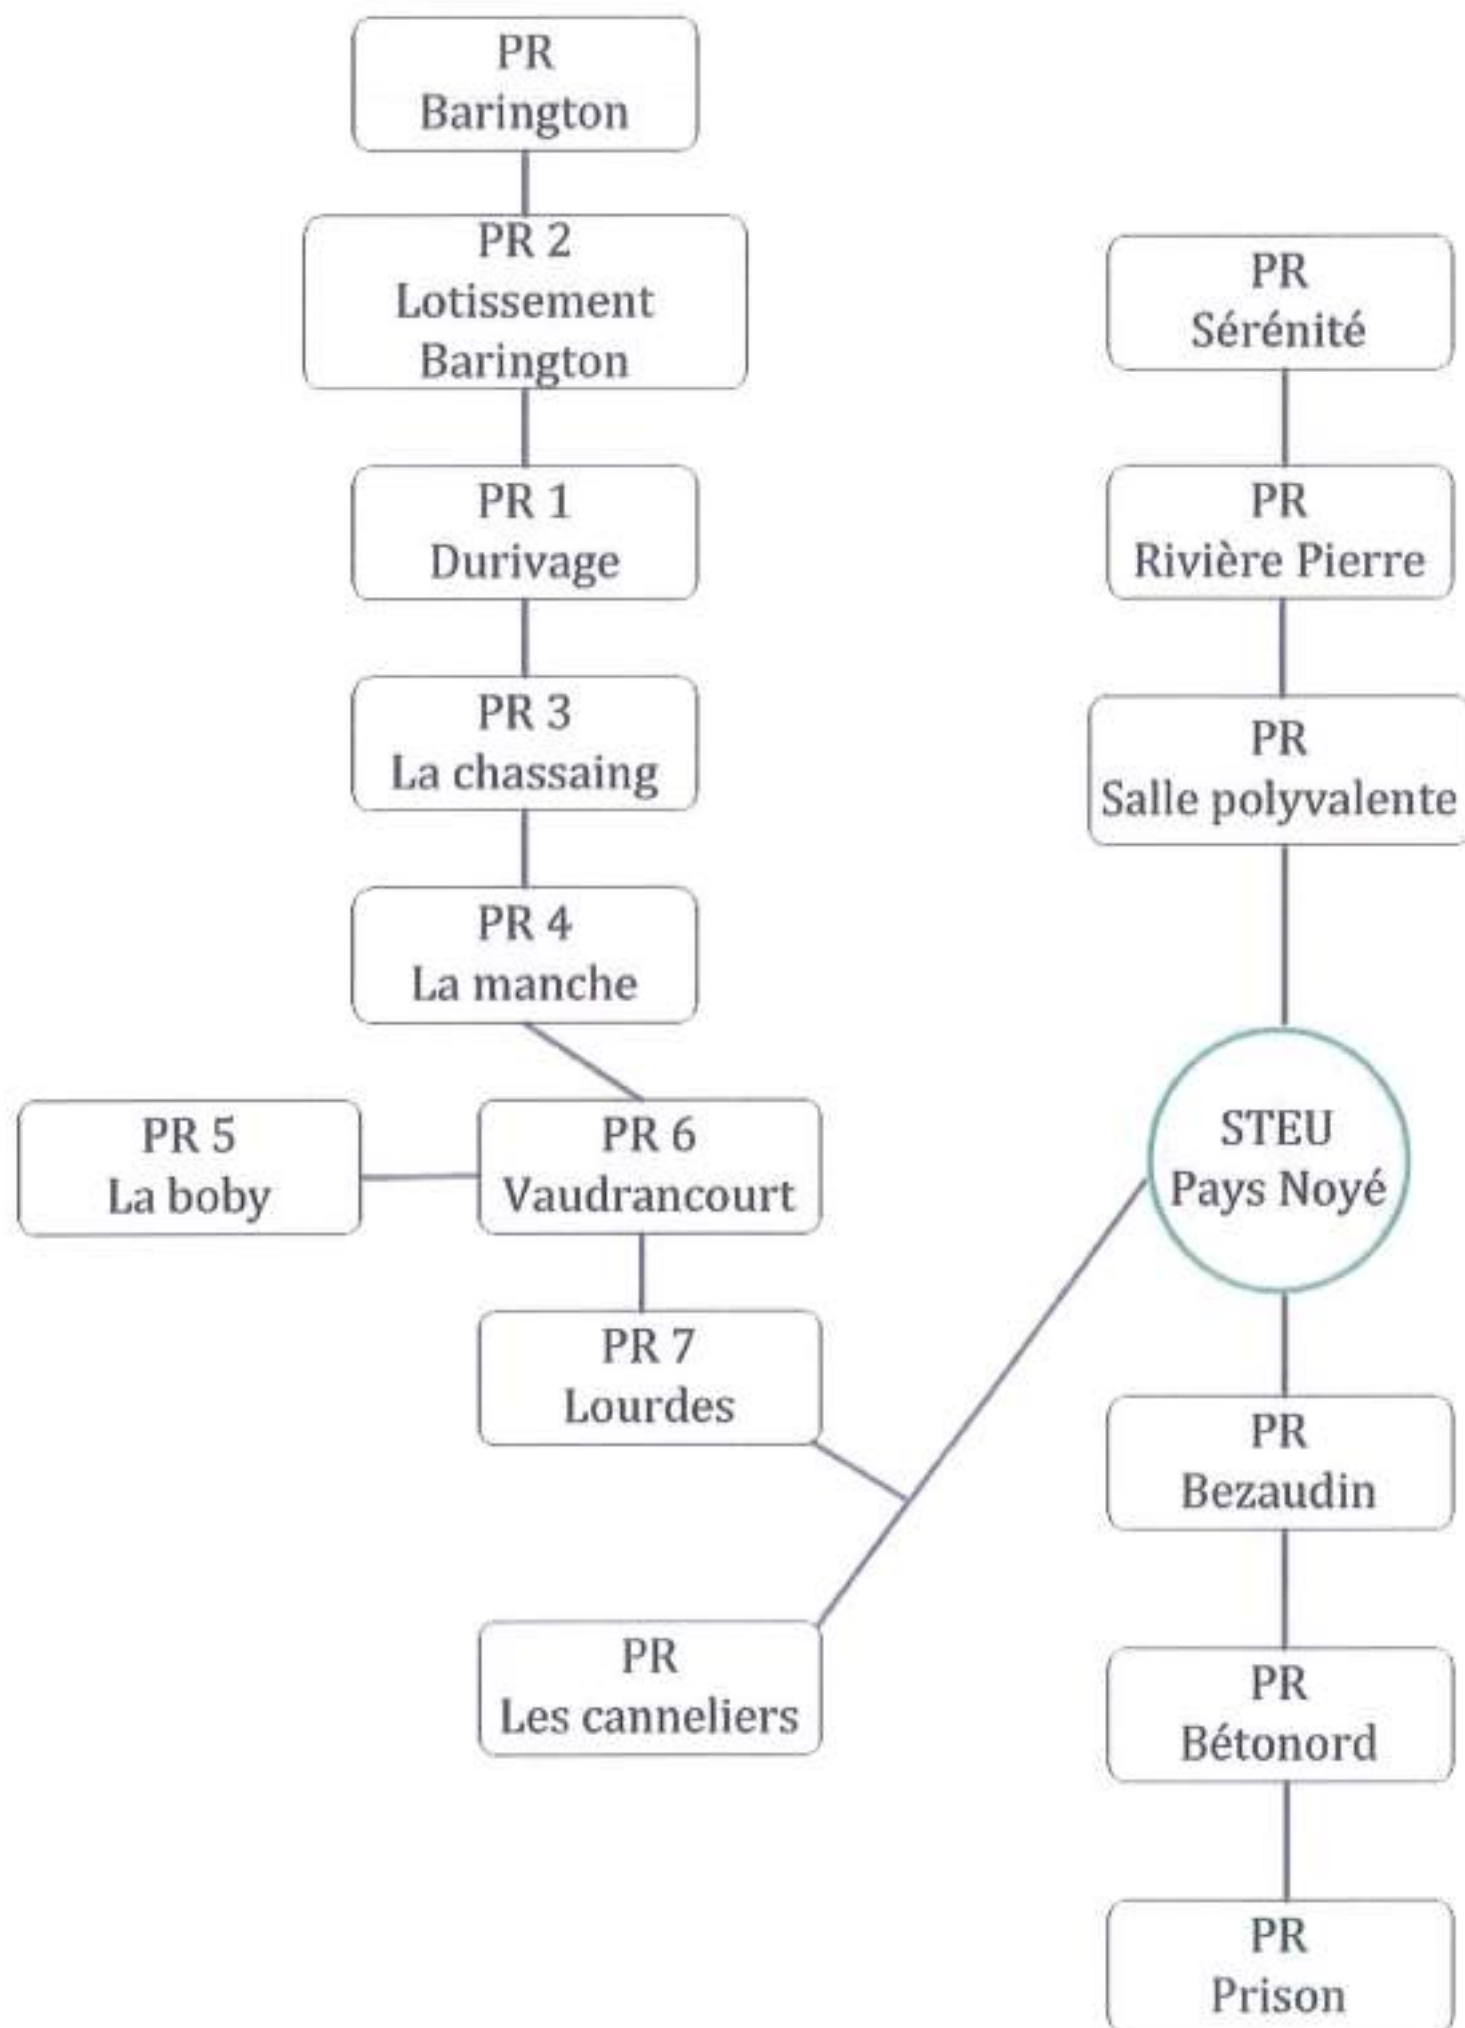 PR
Barington
PR 2
Lotissement
Barington
PR 1
Durivage
PR 3
La chassaing
PR 4
La manche
PR 5
La boby
PR 6
Vaudrancourt
PR 7
Lourdes
PR
Les canneliers
PR
Sérénité
PR
Rivière Pierre
PR
Salle polyvalente
STEU
Pays Noyé
PR
Bezaudin
PR
Bétonord
PR
Prison